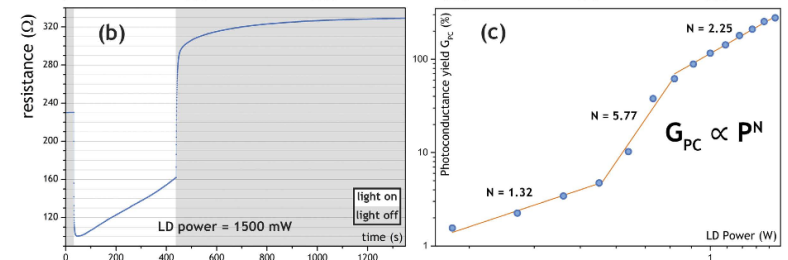 resistance (Ω)
320
280
240
200
160
120
(b)
LD power = 1500 mW
light on
light off
time (s)
0
200
400
600
800
1000
1200
Photoconductance yield G_PC (%)
100
10
1
(c)
N = 2.25
N = 5.77
N = 1.32
G_PC ∝ P^N
LD Power (W)
1